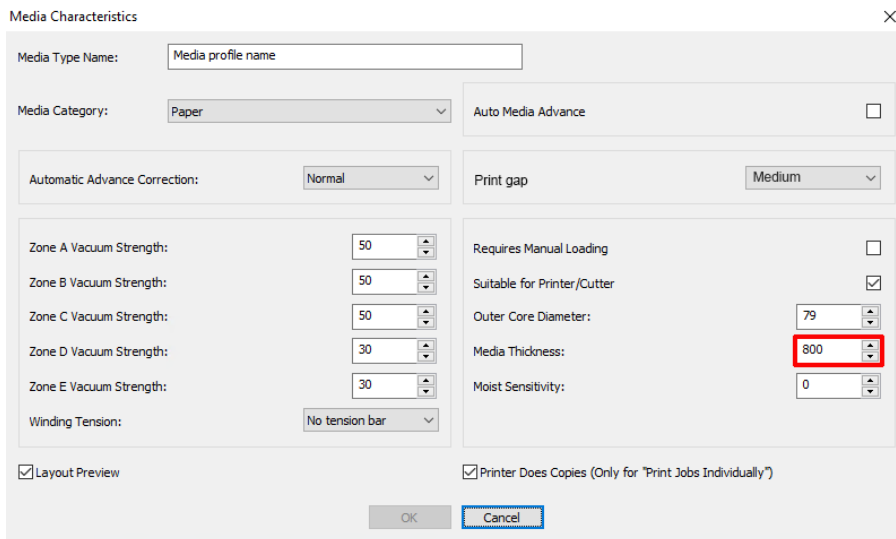 Media Characteristics
Media Type Name: Media profile name
Media Category: Paper
Auto Media Advance
Automatic Advance Correction: Normal
Print gap Medium
Zone A Vacuum Strength: 50
Zone B Vacuum Strength: 50
Zone C Vacuum Strength: 50
Zone D Vacuum Strength: 30
Zone E Vacuum Strength: 30
Winding Tension: No tension bar
Requires Manual Loading
Suitable for Printer/Cutter
Outer Core Diameter: 79
Media Thickness: 800
Moist Sensitivity: 0
Layout Preview
Printer Does Copies (Only for "Print Jobs Individually")
OK
Cancel